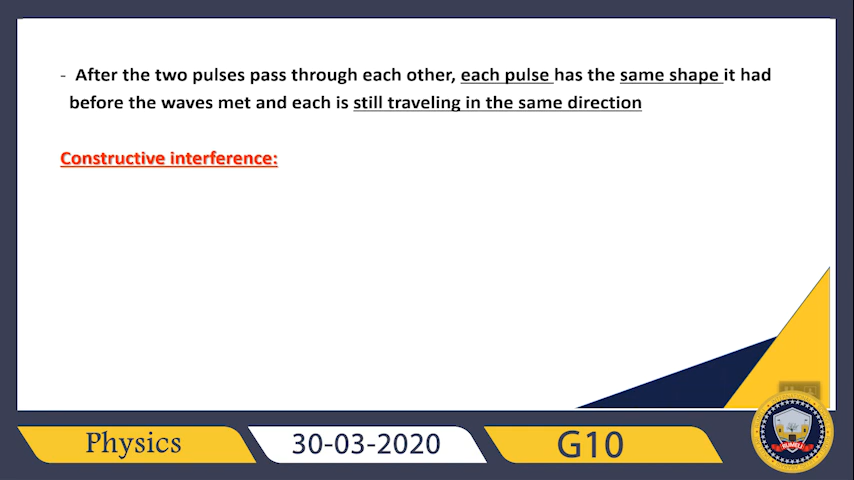 - After the two pulses pass through each other, each pulse has the same shape it had
before the waves met and each is still traveling in the same direction
Constructive interference:
Physics
30-03-2020
G10